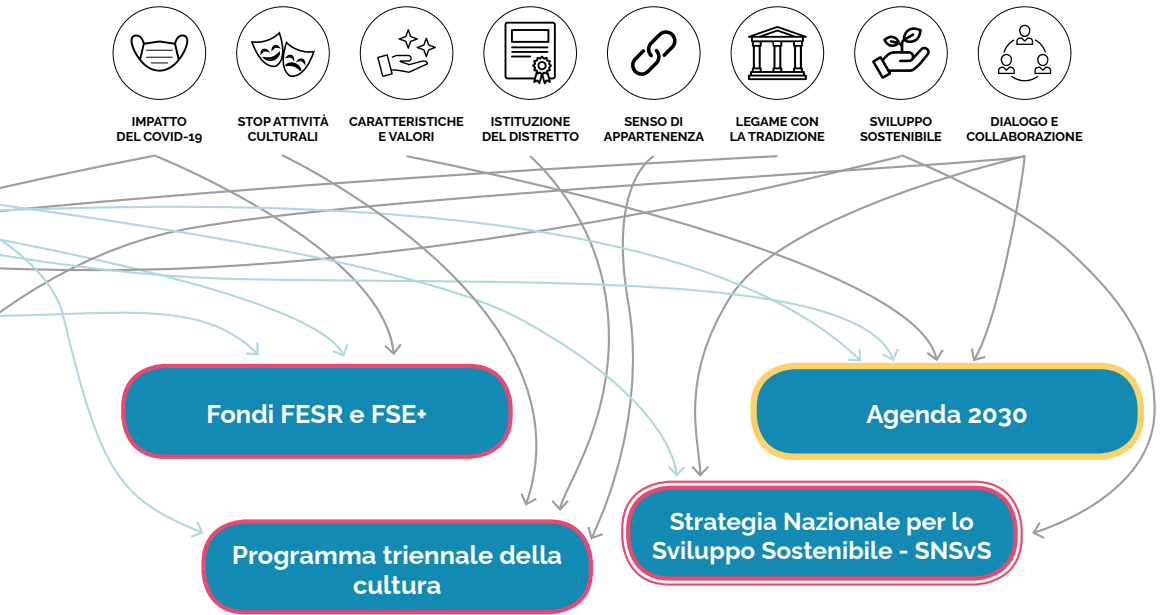 IMPATTO
DEL COVID-19
STOP ATTIVITÀ
CULTURALI
CARATTERISTICHE
E VALORI
ISTITUZIONE
DEL DISTRETTO
SENSO DI
APPARTENENZA
LEGAME CON
LA TRADIZIONE
SVILUPPO
SOSTENIBILE
DIALOGO E
COLLABORAZIONE
Fondi FESR e FSE+
Agenda 2030
Programma triennale della
cultura
Strategia Nazionale per lo
Sviluppo Sostenibile - SNSvS